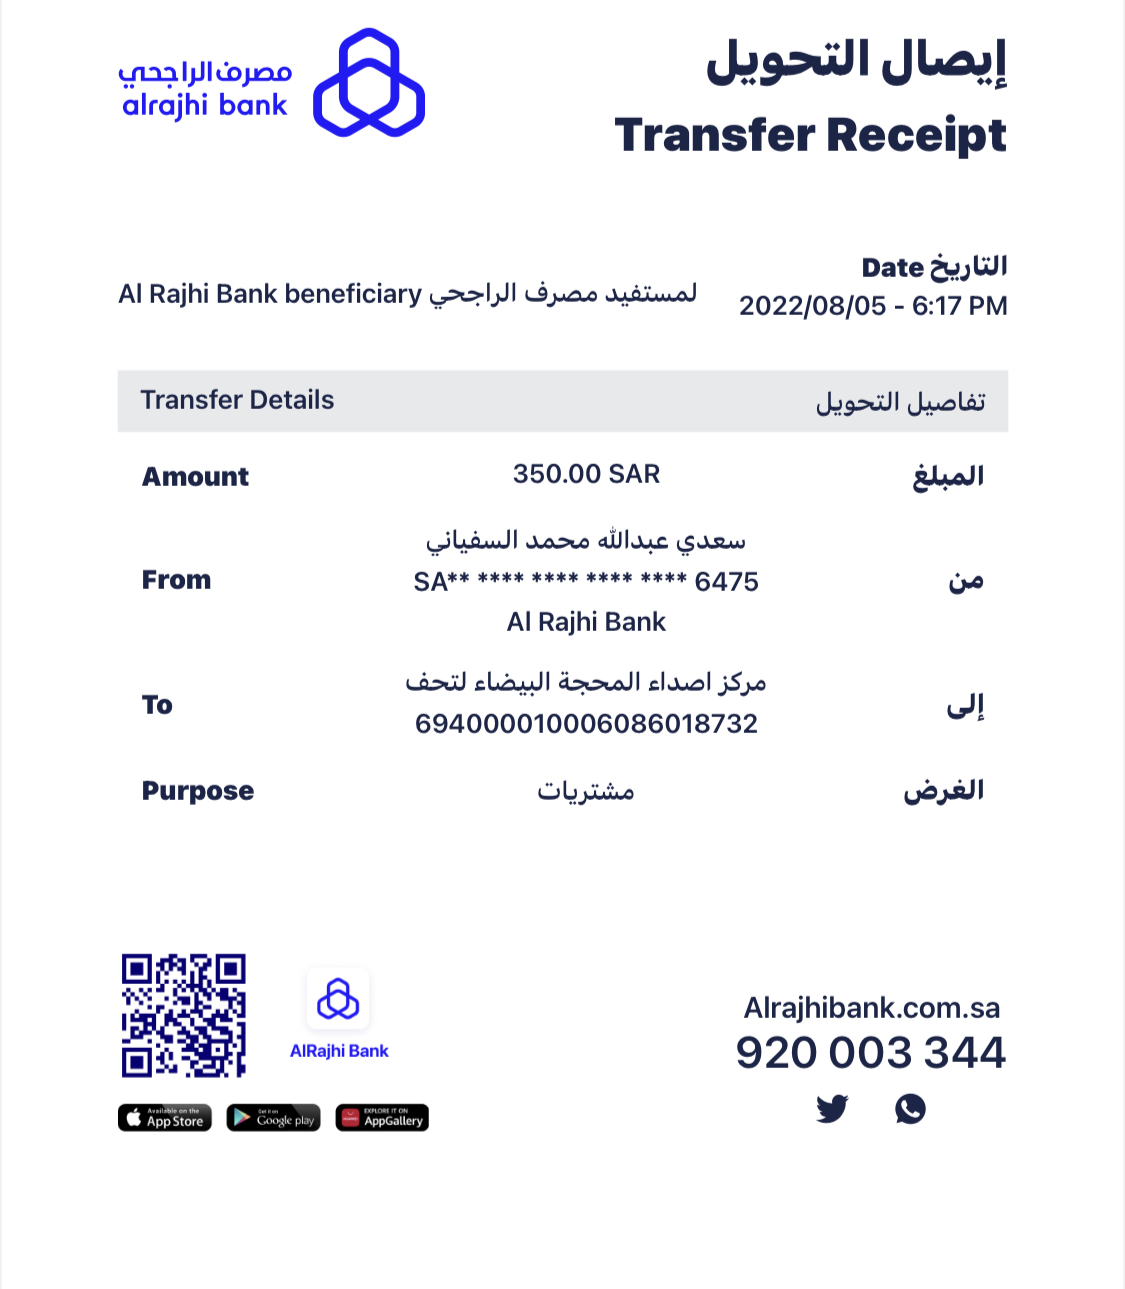 مصرف الراجحي
alrajhi bank
إيصال التحويل
Transfer Receipt
التاريخ Date
2022/08/05 - 6:17 PM
لمستفيد مصرف الراجحي Al Rajhi Bank beneficiary
Transfer Details تفاصيل التحويل
Amount 350.00 SAR المبلغ
سعدي عبدالله محمد السفياني
From SA** **** **** **** **** 6475 من
Al Rajhi Bank
مركز اصداء المحجة البيضاء لتحف
To 694000010006086018732 إلى
Purpose مشتريات الغرض
AlRajhi Bank
Available on the
App Store
Get it on
Google play
EXPLORE IT ON
AppGallery
Alrajhibank.com.sa
920 003 344